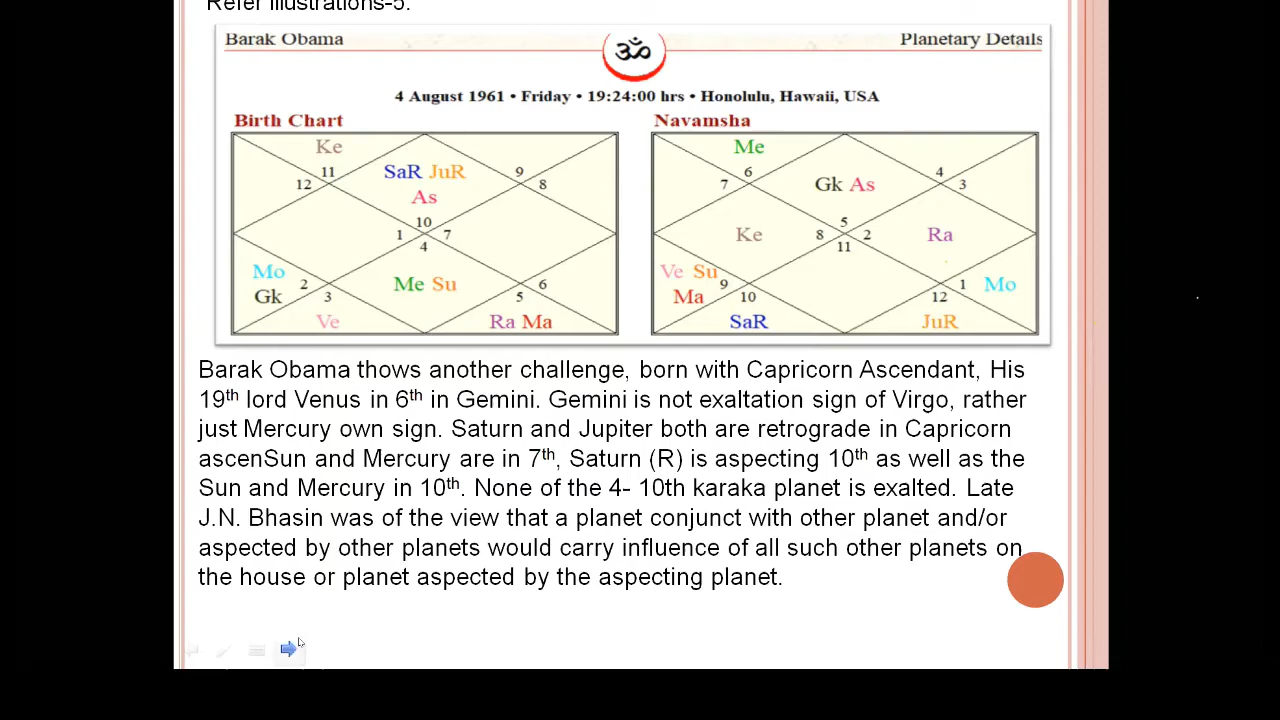 Refer Illustrations-5.
Barak Obama ॐ Planetary Details
4 August 1961 • Friday • 19:24:00 hrs • Honolulu, Hawaii, USA
Birth Chart
Ke
11
12
SaR JuR
As
9
8
10
1 7
4
Mo
Gk
2
3
Me Su
6
5
Ve
Ra Ma
Navamsha
Me
6
7
Gk As
4
3
Ke
5
8 2
11
Ra
Ve Su
Ma
9
10
1
12
Mo
SaR
JuR
Barak Obama thows another challenge, born with Capricorn Ascendant, His
19th lord Venus in 6th in Gemini. Gemini is not exaltation sign of Virgo, rather
just Mercury own sign. Saturn and Jupiter both are retrograde in Capricorn
ascenSun and Mercury are in 7th, Saturn (R) is aspecting 10th as well as the
Sun and Mercury in 10th. None of the 4- 10th karaka planet is exalted. Late
J.N. Bhasin was of the view that a planet conjunct with other planet and/or
aspected by other planets would carry influence of all such other planets on
the house or planet aspected by the aspecting planet.